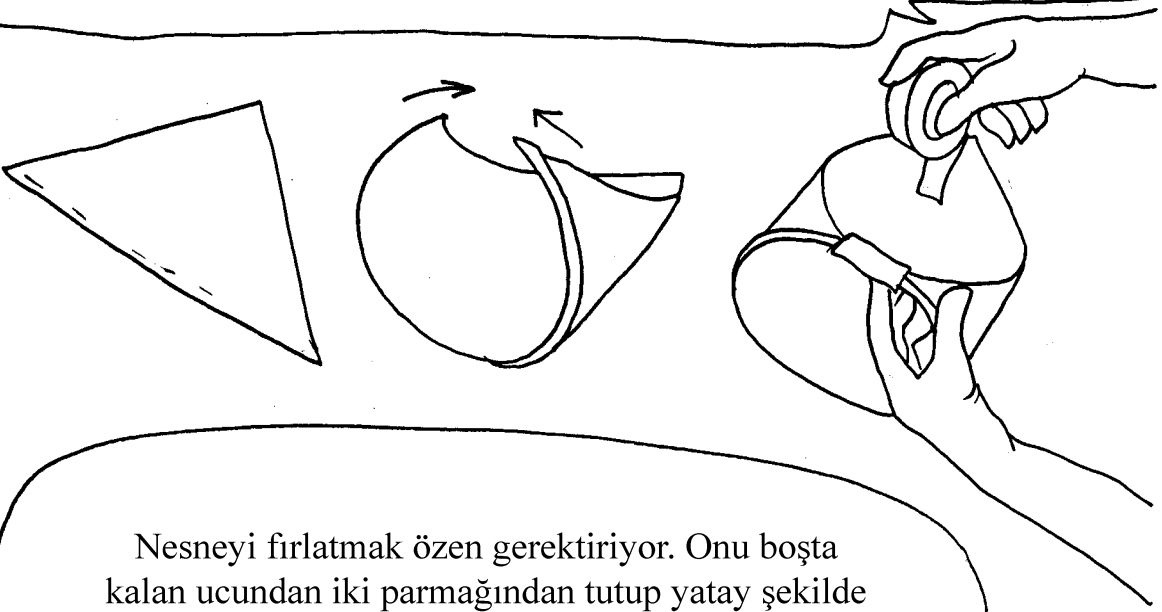 Nesneyi fırlatmak özen gerektiriyor. Onu boşta
kalan ucundan iki parmağından tutup yatay şekilde